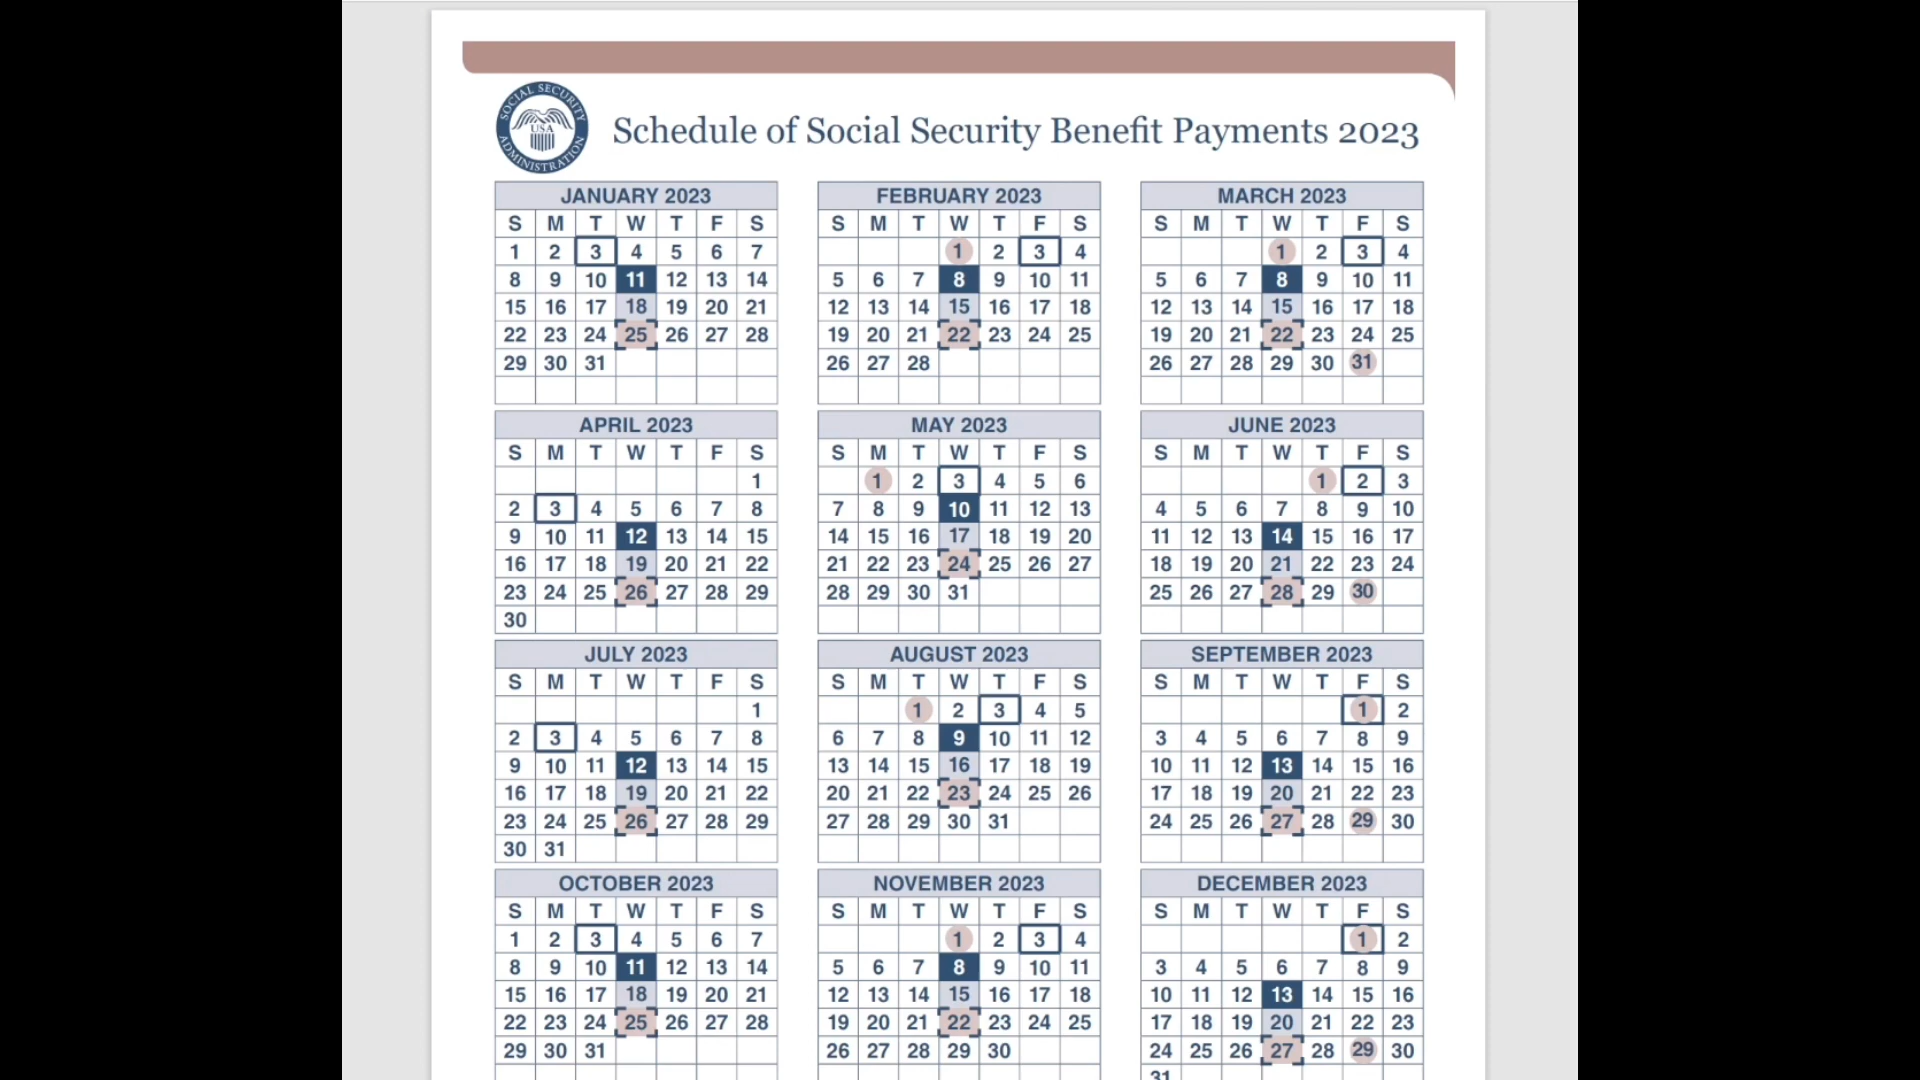 SOCIAL SECURITY
USA
ADMINISTRATION
Schedule of Social Security Benefit Payments 2023
JANUARY 2023
S M T W T F S
1 2 3 4 5 6 7
8 9 10 11 12 13 14
15 16 17 18 19 20 21
22 23 24 25 26 27 28
29 30 31
FEBRUARY 2023
S M T W T F S
1 2 3 4
5 6 7 8 9 10 11
12 13 14 15 16 17 18
19 20 21 22 23 24 25
26 27 28
MARCH 2023
S M T W T F S
1 2 3 4
5 6 7 8 9 10 11
12 13 14 15 16 17 18
19 20 21 22 23 24 25
26 27 28 29 30 31
APRIL 2023
S M T W T F S
1
2 3 4 5 6 7 8
9 10 11 12 13 14 15
16 17 18 19 20 21 22
23 24 25 26 27 28 29
30
MAY 2023
S M T W T F S
1 2 3 4 5 6
7 8 9 10 11 12 13
14 15 16 17 18 19 20
21 22 23 24 25 26 27
28 29 30 31
JUNE 2023
S M T W T F S
1 2 3
4 5 6 7 8 9 10
11 12 13 14 15 16 17
18 19 20 21 22 23 24
25 26 27 28 29 30
JULY 2023
S M T W T F S
1
2 3 4 5 6 7 8
9 10 11 12 13 14 15
16 17 18 19 20 21 22
23 24 25 26 27 28 29
30 31
AUGUST 2023
S M T W T F S
1 2 3 4 5
6 7 8 9 10 11 12
13 14 15 16 17 18 19
20 21 22 23 24 25 26
27 28 29 30 31
SEPTEMBER 2023
S M T W T F S
1 2
3 4 5 6 7 8 9
10 11 12 13 14 15 16
17 18 19 20 21 22 23
24 25 26 27 28 29 30
OCTOBER 2023
S M T W T F S
1 2 3 4 5 6 7
8 9 10 11 12 13 14
15 16 17 18 19 20 21
22 23 24 25 26 27 28
29 30 31
NOVEMBER 2023
S M T W T F S
1 2 3 4
5 6 7 8 9 10 11
12 13 14 15 16 17 18
19 20 21 22 23 24 25
26 27 28 29 30
DECEMBER 2023
S M T W T F S
1 2
3 4 5 6 7 8 9
10 11 12 13 14 15 16
17 18 19 20 21 22 23
24 25 26 27 28 29 30
31